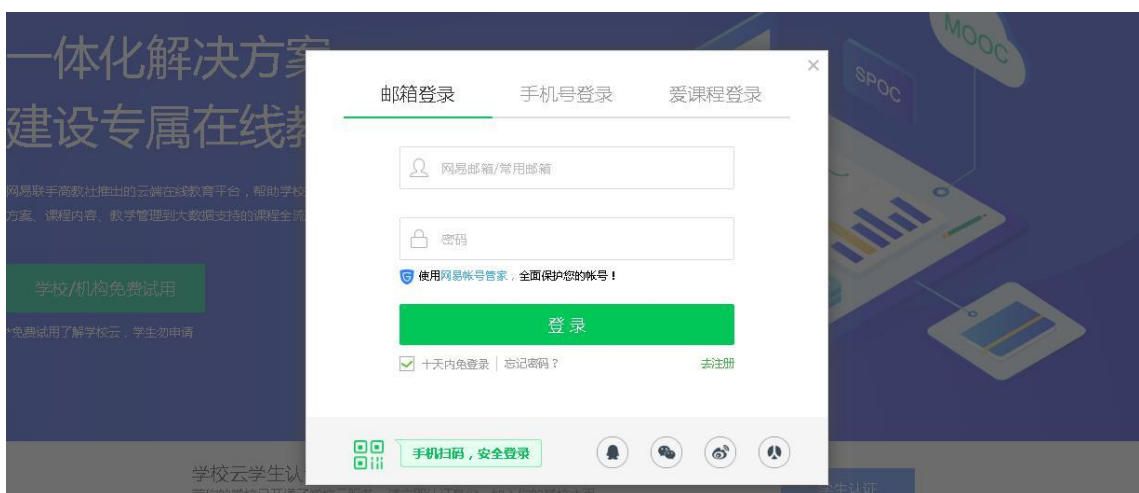 一体化解决方案
建设专属在线教
网易联手高教社推出的云端在线教育平台，帮助学校
方案、课程内容、教学管理到大数据支持的课程全流
学校/机构免费试用
*免费试用了解学校云，学生勿申请
MOOC
SPOC
×
邮箱登录 手机号登录 爱课程登录
网易邮箱/常用邮箱
密码
使用网易帐号管家，全面保护您的帐号！
登录
十天内免登录 | 忘记密码？ 去注册
手机扫码，安全登录
学校云学生认
学生认证